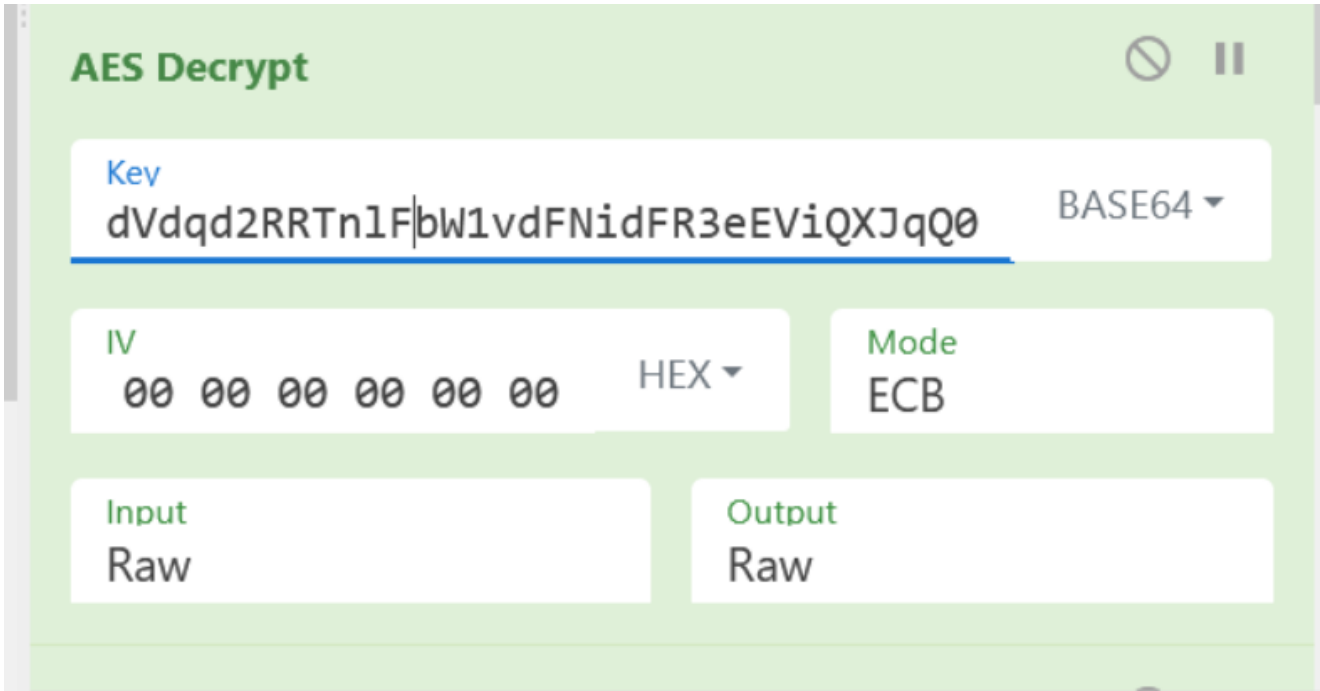 AES Decrypt
Key
dVdqd2RRTnlFbW1vdFNidFR3eEViQXJqQ0
BASE64
IV
00 00 00 00 00 00
HEX
Mode
ECB
Input
Raw
Output
Raw